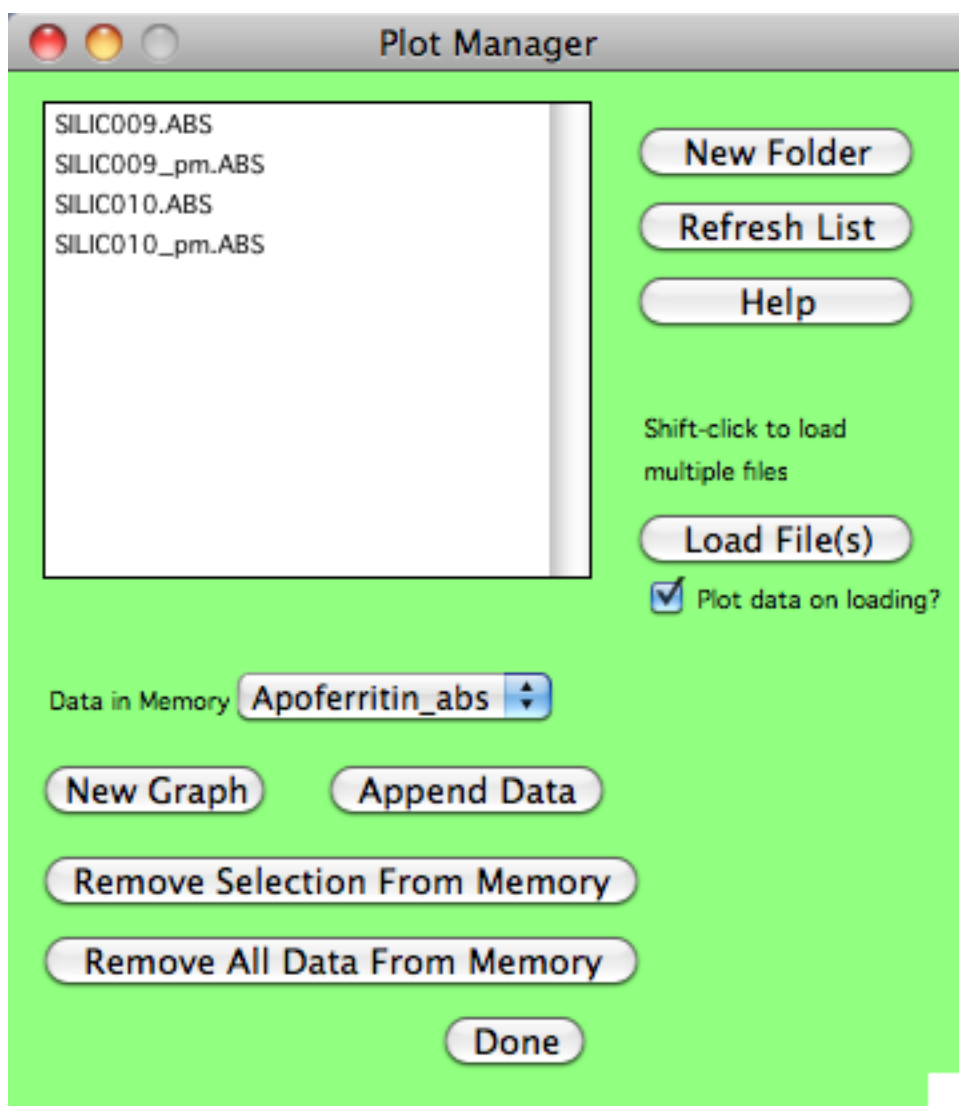 Plot Manager
SILIC009.ABS
SILIC009_pm.ABS
SILIC010.ABS
SILIC010_pm.ABS
New Folder
Refresh List
Help
Shift-click to load
multiple files
Load File(s)
Plot data on loading?
Data in Memory Apoferritin_abs
New Graph Append Data
Remove Selection From Memory
Remove All Data From Memory
Done